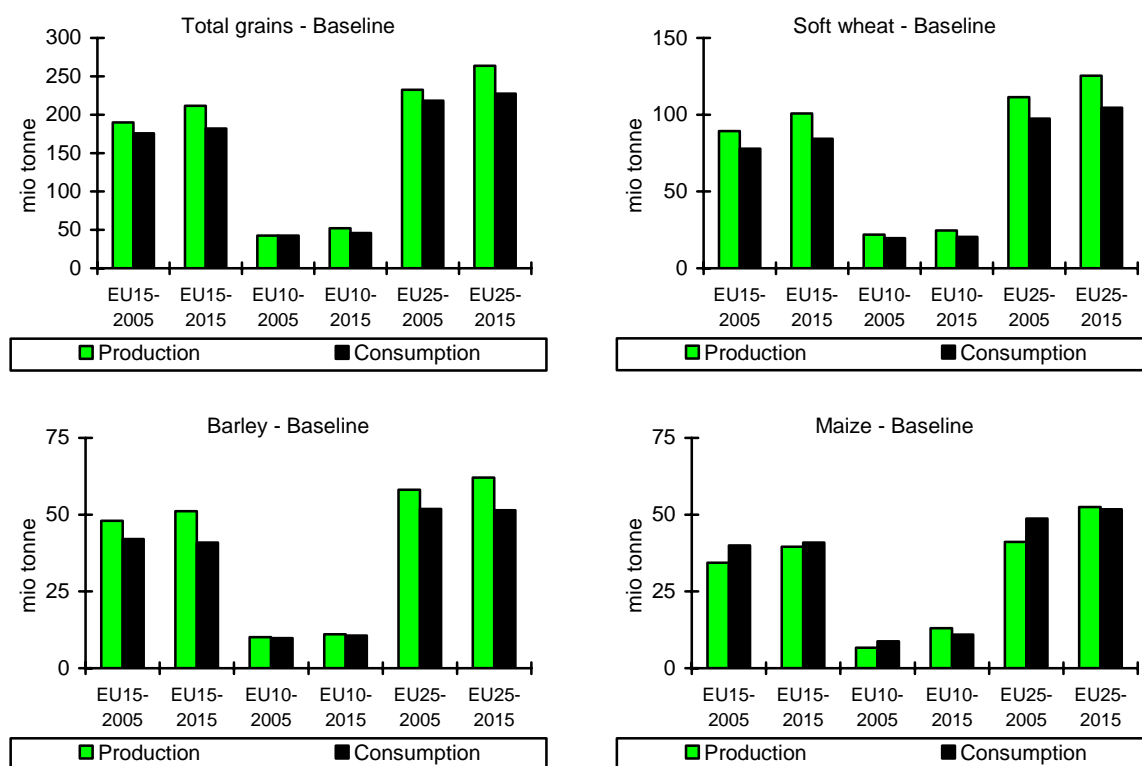 Total grains - Baseline
300
250
200
150
100
50
0
mio tonne
EU15-2005
EU15-2015
EU10-2005
EU10-2015
EU25-2005
EU25-2015
Production Consumption
Soft wheat - Baseline
150
100
50
0
mio tonne
EU15-2005
EU15-2015
EU10-2005
EU10-2015
EU25-2005
EU25-2015
Production Consumption
Barley - Baseline
75
50
25
0
mio tonne
EU15-2005
EU15-2015
EU10-2005
EU10-2015
EU25-2005
EU25-2015
Production Consumption
Maize - Baseline
75
50
25
0
mio tonne
EU15-2005
EU15-2015
EU10-2005
EU10-2015
EU25-2005
EU25-2015
Production Consumption